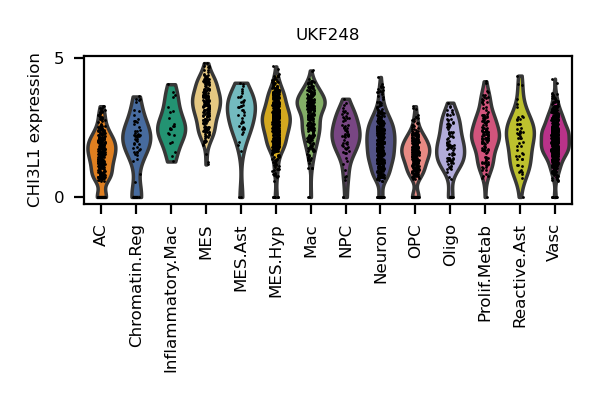 UKF248
CHI3L1 expression
5
0
AC
Chromatin.Reg
Inflammatory.Mac
MES
MES.Ast
MES.Hyp
Mac
NPC
Neuron
OPC
Oligo
Prolif.Metab
Reactive.Ast
Vasc